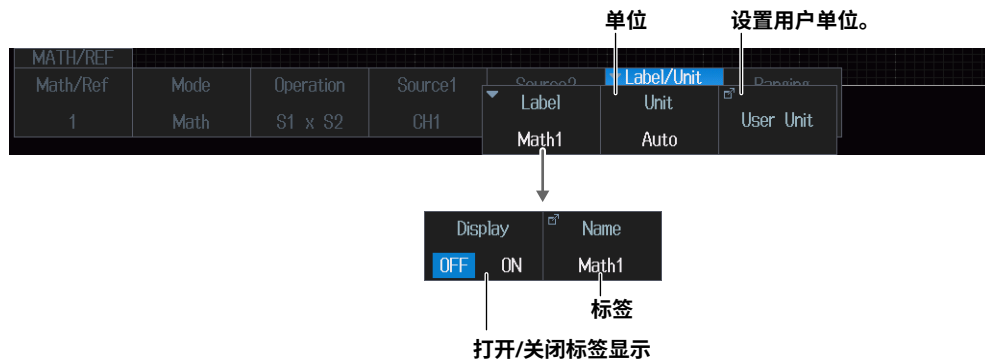 单位
设置用户单位。
MATH/REF
Math/Ref Mode Operation Source1 Source2 Label/Unit Ranging
Label Unit User Unit
1 Math S1 x S2 CH1 Math1 Auto
Display Name
OFF ON Math1
标签
打开/关闭标签显示